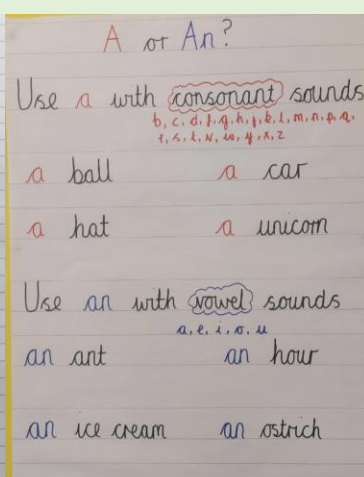 A or An?
Use a with consonant sounds
b, c, d, f, g, h, j, k, l, m, n, p, q,
r, s, t, v, w, y, x, z
a ball a car
a hat a unicorn
Use an with vowel sounds
a, e, i, o, u
an ant an hour
an ice cream an ostrich